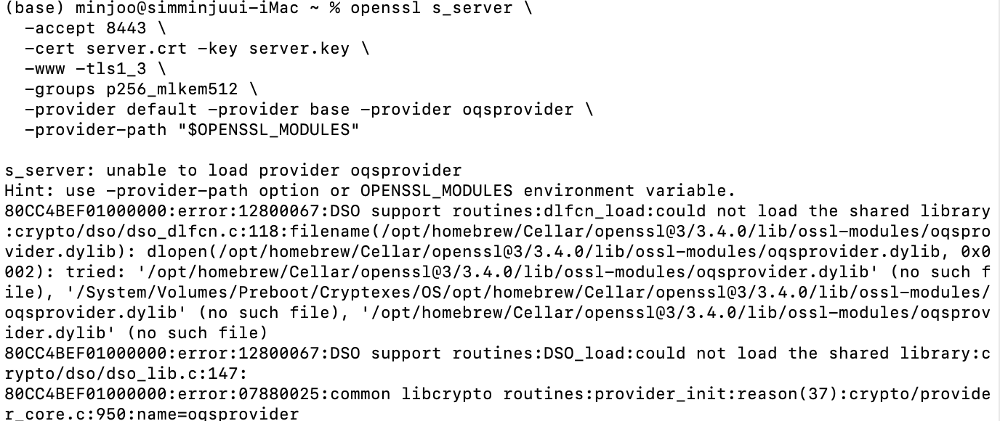 (base) minjoo@simminjuui-iMac ~ % openssl s_server \
-accept 8443 \
-cert server.crt -key server.key \
-www -tls1_3 \
-groups p256_mlkem512 \
-provider default -provider base -provider oqsprovider \
-provider-path "$OPENSSL_MODULES"
s_server: unable to load provider oqsprovider
Hint: use -provider-path option or OPENSSL_MODULES environment variable.
80CC4BEF01000000:error:12800067:DSO support routines:dlfcn_load:could not load the shared library
:crypto/dso/dso_dlfcn.c:118:filename(/opt/homebrew/Cellar/openssl@3/3.4.0/lib/ossl-modules/oqspro
vider.dylib): dlopen(/opt/homebrew/Cellar/openssl@3/3.4.0/lib/ossl-modules/oqsprovider.dylib, 0x0
002): tried: '/opt/homebrew/Cellar/openssl@3/3.4.0/lib/ossl-modules/oqsprovider.dylib' (no such f
ile), '/System/Volumes/Preboot/Cryptexes/OS/opt/homebrew/Cellar/openssl@3/3.4.0/lib/ossl-modules/
oqsprovider.dylib' (no such file), '/opt/homebrew/Cellar/openssl@3/3.4.0/lib/ossl-modules/oqsprov
ider.dylib' (no such file)
80CC4BEF01000000:error:12800067:DSO support routines:DSO_load:could not load the shared library:c
rypto/dso/dso_lib.c:147:
80CC4BEF01000000:error:07880025:common libcrypto routines:provider_init:reason(37):crypto/provide
r_core.c:950:name=oqsprovider